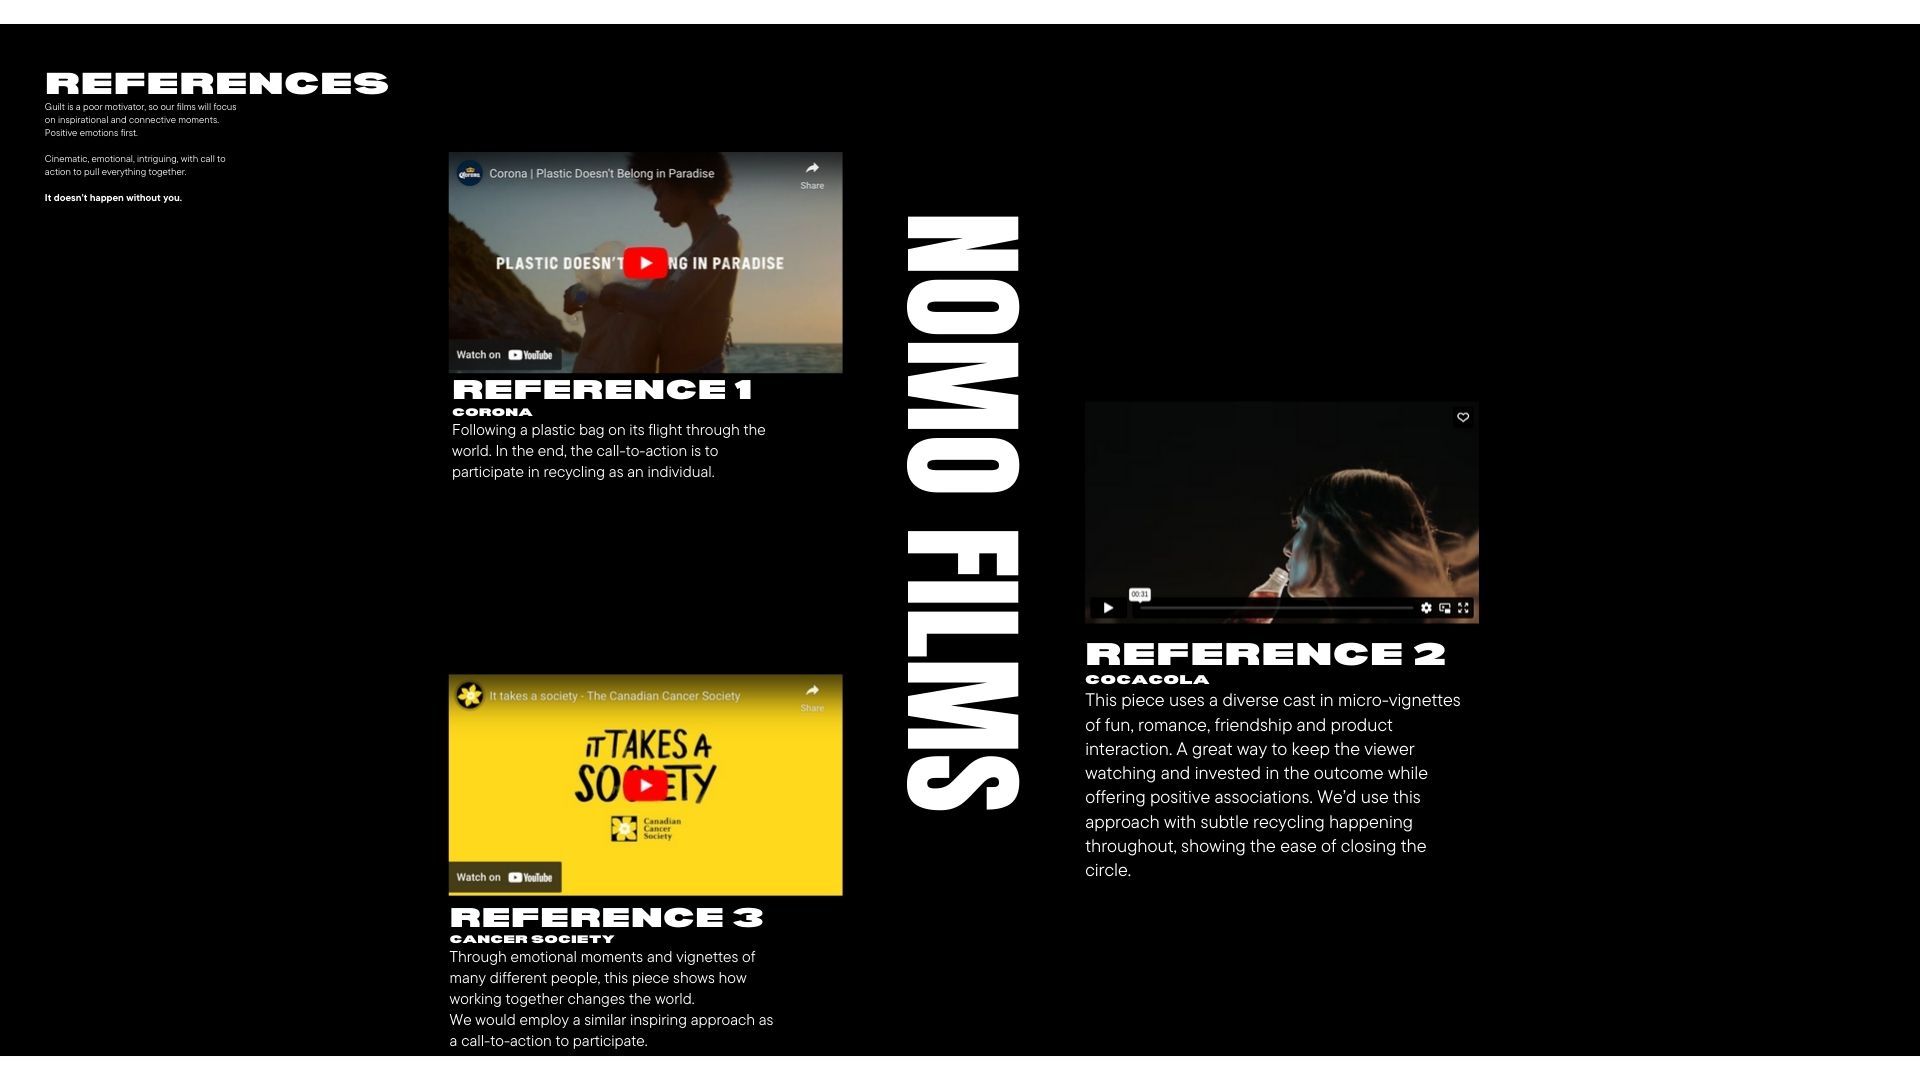 REFERENCES
Guilt is a poor motivator, so our films will focus
on inspirational and connective moments.
Positive emotions first.
Cinematic, emotional, intriguing, with call to
action to pull everything together.
It doesn't happen without you.
Corona
Corona | Plastic Doesn't Belong in Paradise
Share
PLASTIC DOESN'T NG IN PARADISE
Watch on YouTube
REFERENCE 1
CORONA
Following a plastic bag on its flight through the
world. In the end, the call-to-action is to
participate in recycling as an individual.
NOMO FILMS
00:31
REFERENCE 2
COCACOLA
This piece uses a diverse cast in micro-vignettes
of fun, romance, friendship and product
interaction. A great way to keep the viewer
watching and invested in the outcome while
offering positive associations. We'd use this
approach with subtle recycling happening
throughout, showing the ease of closing the
circle.
It takes a society - The Canadian Cancer Society
Share
IT TAKES A
SOCIETY
Canadian
Cancer
Society
Watch on YouTube
REFERENCE 3
CANCER SOCIETY
Through emotional moments and vignettes of
many different people, this piece shows how
working together changes the world.
We would employ a similar inspiring approach as
a call-to-action to participate.